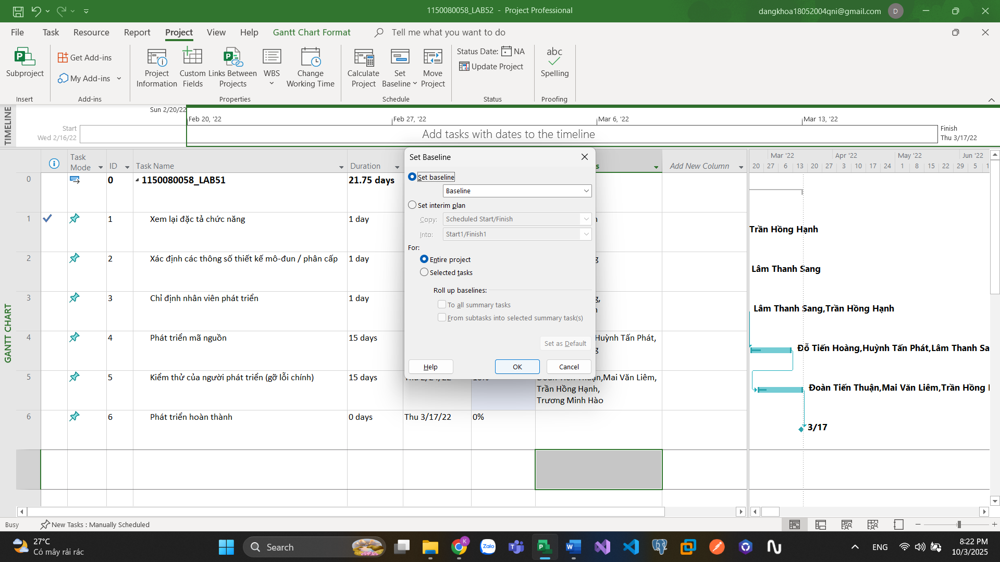 1150080058_LAB52 - Project Professional
dangkhoa18052004qni@gmail.com
D
File Task Resource Report Project View Help Gantt Chart Format Tell me what you want to do
Subproject
Insert
Get Add-ins
My Add-ins
Add-ins
Project Information
Custom Fields
Links Between Projects
WBS
Change Working Time
Properties
Calculate Project
Set Baseline
Move Project
Schedule
Status Date: NA
Update Project
Status
abc
Spelling
Proofing
TIMELINE
Sun 2/20/22
Feb 20, '22 Feb 27, '22 Mar 6, '22 Mar 13, '22
Start
Wed 2/16/22
Add tasks with dates to the timeline
Finish
Thu 3/17/22
GANTT CHART
Task Mode ID Task Name Duration s Add New Column
0 0 1150080058_LAB51 21.75 days
1 1 Xem lại đặc tả chức năng 1 day
2 2 Xác định các thông số thiết kế mô-đun / phân cấp 1 day
3 3 Chỉ định nhân viên phát triển 1 day
4 4 Phát triển mã nguồn 15 days Huỳnh Tấn Phát,
5 5 Kiểm thử của người phát triển (gỡ lỗi chính) 15 days Thu 2/24/22 10% Đoàn Tiến Thuận,Mai Văn Liêm,
Trần Hồng Hạnh,
Trương Minh Hào
6 6 Phát triển hoàn thành 0 days Thu 3/17/22 0%
Set Baseline
Set baseline
Baseline
Set interim plan
Copy: Scheduled Start/Finish
Into: Start1/Finish1
For:
Entire project
Selected tasks
Roll up baselines:
To all summary tasks
From subtasks into selected summary task(s)
Set as Default
Help OK Cancel
Mar '22 Apr '22 May '22 Jun '22
20 27 6 13 20 27 3 10 17 24 1 8 15 22 29 5 1
Trần Hồng Hạnh
Lâm Thanh Sang
Lâm Thanh Sang,Trần Hồng Hạnh
Đỗ Tiến Hoàng,Huỳnh Tấn Phát,Lâm Thanh Sa
Đoàn Tiến Thuận,Mai Văn Liêm,Trần Hồng
3/17
Busy New Tasks : Manually Scheduled
27°C
Có mây rải rác
Search
K
Zalo
ENG
8:22 PM
10/3/2025